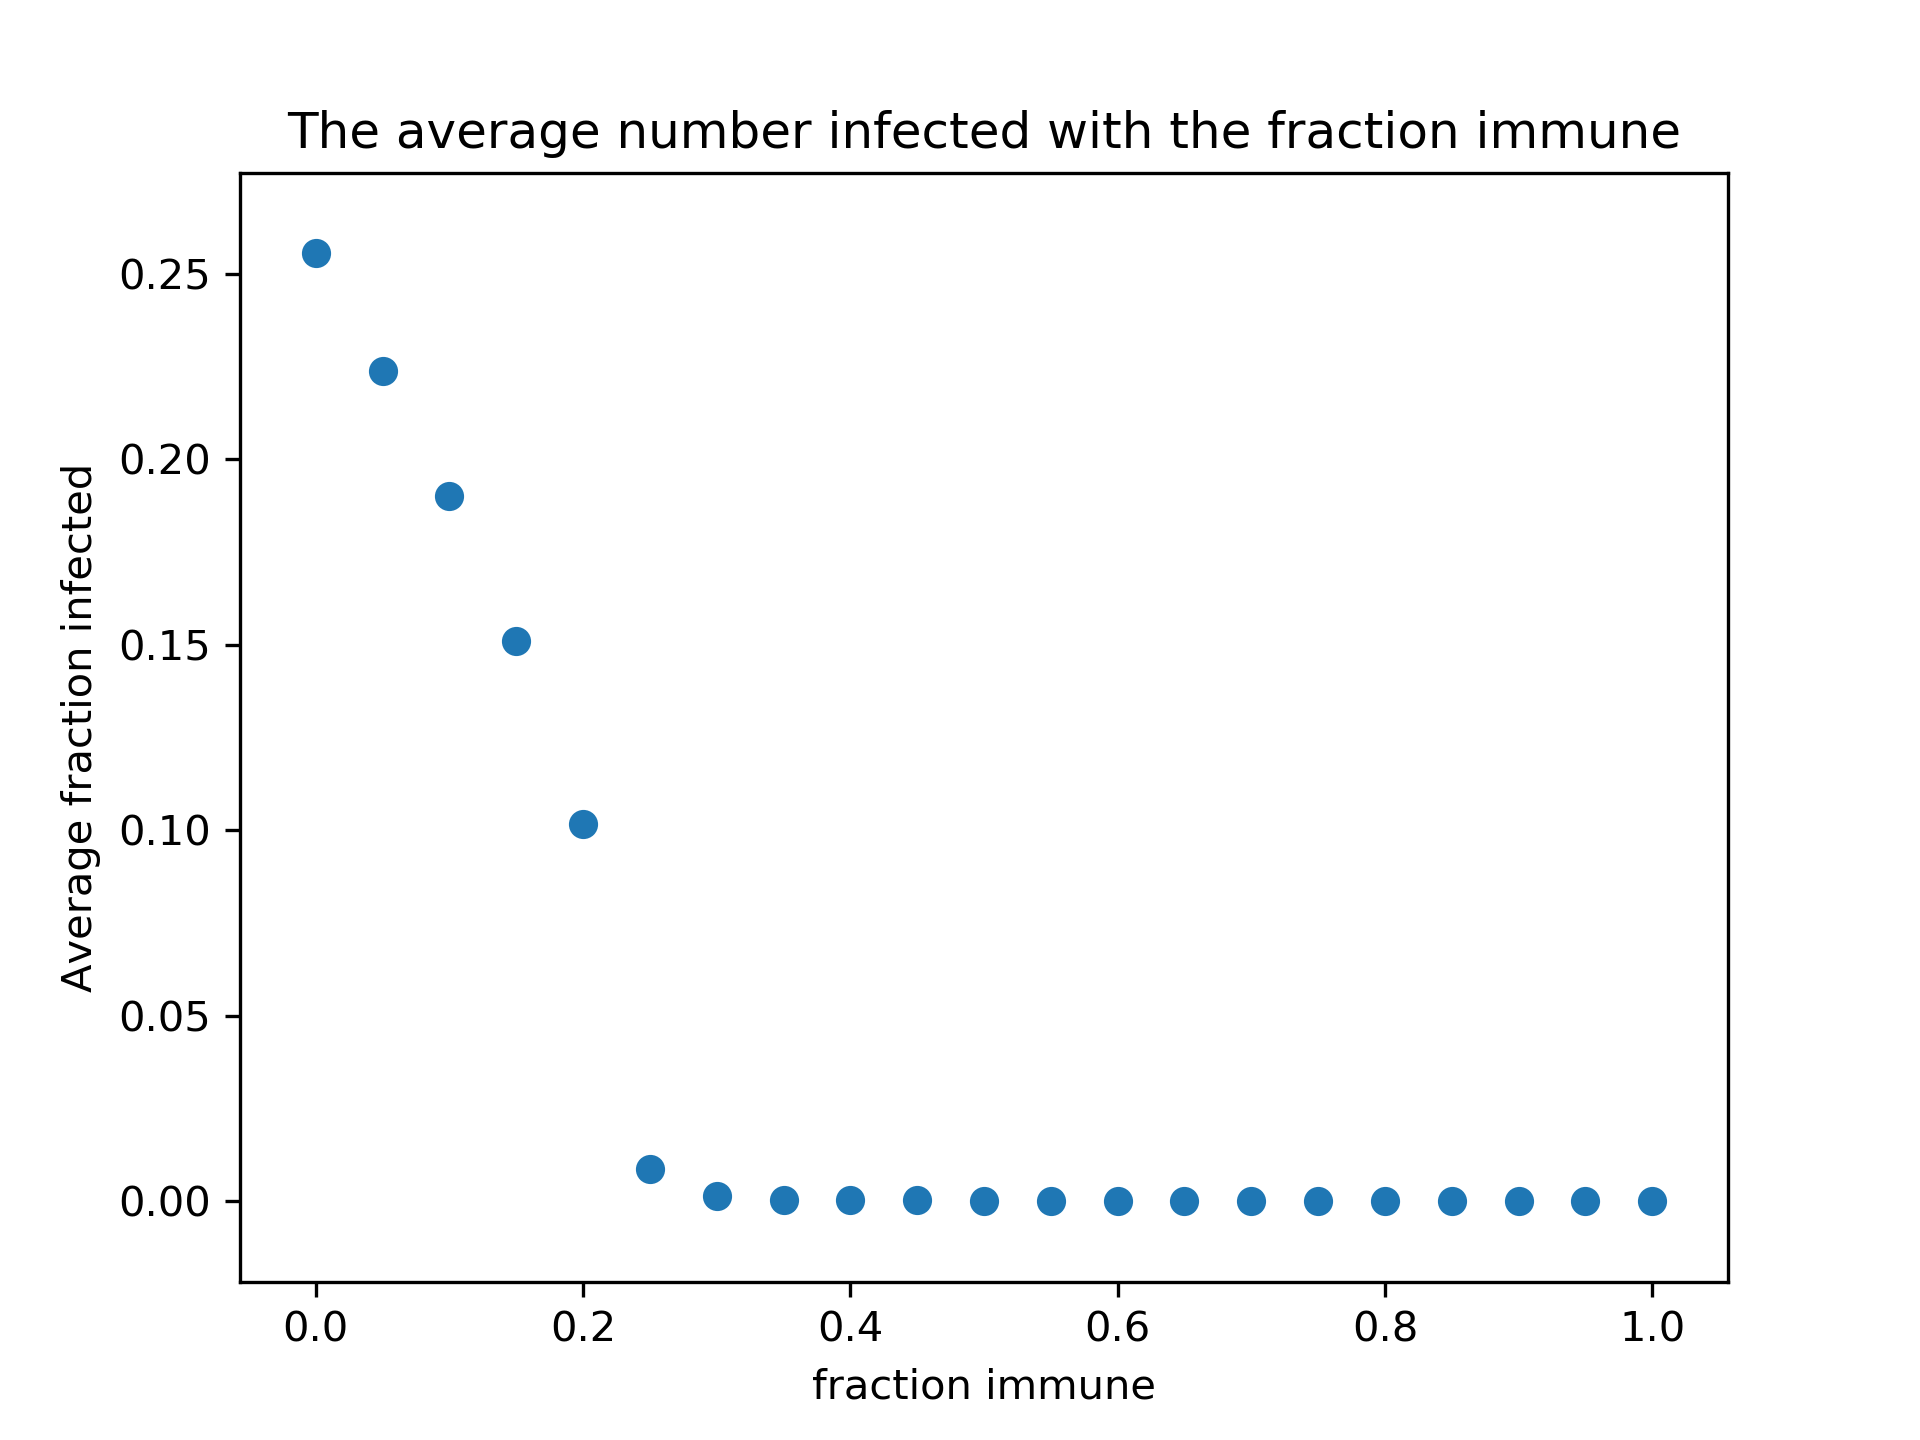 The average number infected with the fraction immune
Average fraction infected
0.25
0.20
0.15
0.10
0.05
0.00
0.0 0.2 0.4 0.6 0.8 1.0
fraction immune